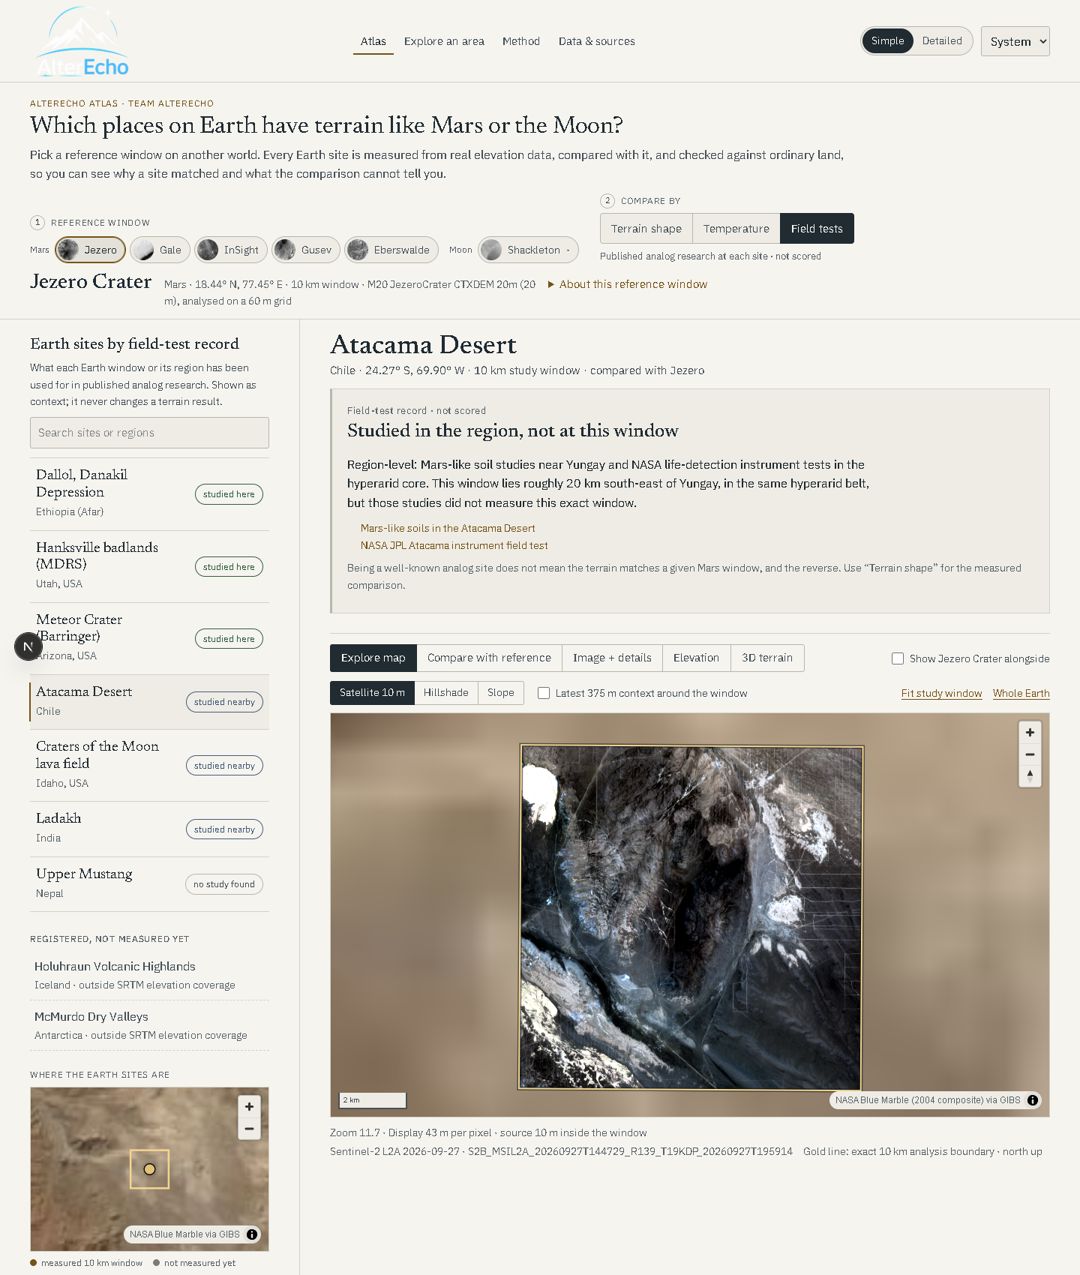 AlterEcho
Atlas Explore an area Method Data & sources
Simple Detailed System
ALTERECHO ATLAS · TEAM ALTERECHO
Which places on Earth have terrain like Mars or the Moon?
Pick a reference window on another world. Every Earth site is measured from real elevation data, compared with it, and checked against ordinary land,
so you can see why a site matched and what the comparison cannot tell you.
1 REFERENCE WINDOW
Mars Jezero Gale InSight Gusev Eberswalde Moon Shackleton ·
2 COMPARE BY
Terrain shape Temperature Field tests
Published analog research at each site · not scored
Jezero Crater
Mars · 18.44° N, 77.45° E · 10 km window · M20 JezeroCrater CTXDEM 20m (20
m), analysed on a 60 m grid
▶ About this reference window
Earth sites by field-test record
What each Earth window or its region has been
used for in published analog research. Shown as
context; it never changes a terrain result.
Search sites or regions
Dallol, Danakil
Depression
Ethiopia (Afar)
studied here
Hanksville badlands
(MDRS)
Utah, USA
studied here
Meteor Crater
(Barringer)
Arizona, USA
studied here
N
Atacama Desert
Chile
studied nearby
Craters of the Moon
lava field
Idaho, USA
studied nearby
Ladakh
India
studied nearby
Upper Mustang
Nepal
no study found
REGISTERED, NOT MEASURED YET
Holuhraun Volcanic Highlands
Iceland · outside SRTM elevation coverage
McMurdo Dry Valleys
Antarctica · outside SRTM elevation coverage
WHERE THE EARTH SITES ARE
+
−
NASA Blue Marble via GIBS
measured 10 km window not measured yet
Atacama Desert
Chile · 24.27° S, 69.90° W · 10 km study window · compared with Jezero
Field-test record · not scored
Studied in the region, not at this window
Region-level: Mars-like soil studies near Yungay and NASA life-detection instrument tests in the
hyperarid core. This window lies roughly 20 km south-east of Yungay, in the same hyperarid belt,
but those studies did not measure this exact window.
Mars-like soils in the Atacama Desert
NASA JPL Atacama instrument field test
Being a well-known analog site does not mean the terrain matches a given Mars window, and the reverse. Use “Terrain shape” for the measured
comparison.
Explore map Compare with reference Image + details Elevation 3D terrain
Show Jezero Crater alongside
Satellite 10 m Hillshade Slope Latest 375 m context around the window
Fit study window Whole Earth
+
−
2 km
NASA Blue Marble (2004 composite) via GIBS
Zoom 11.7 · Display 43 m per pixel · source 10 m inside the window
Sentinel-2 L2A 2026-09-27 · S2B_MSIL2A_20260927T144729_R139_T19KDP_20260927T195914 Gold line: exact 10 km analysis boundary · north up